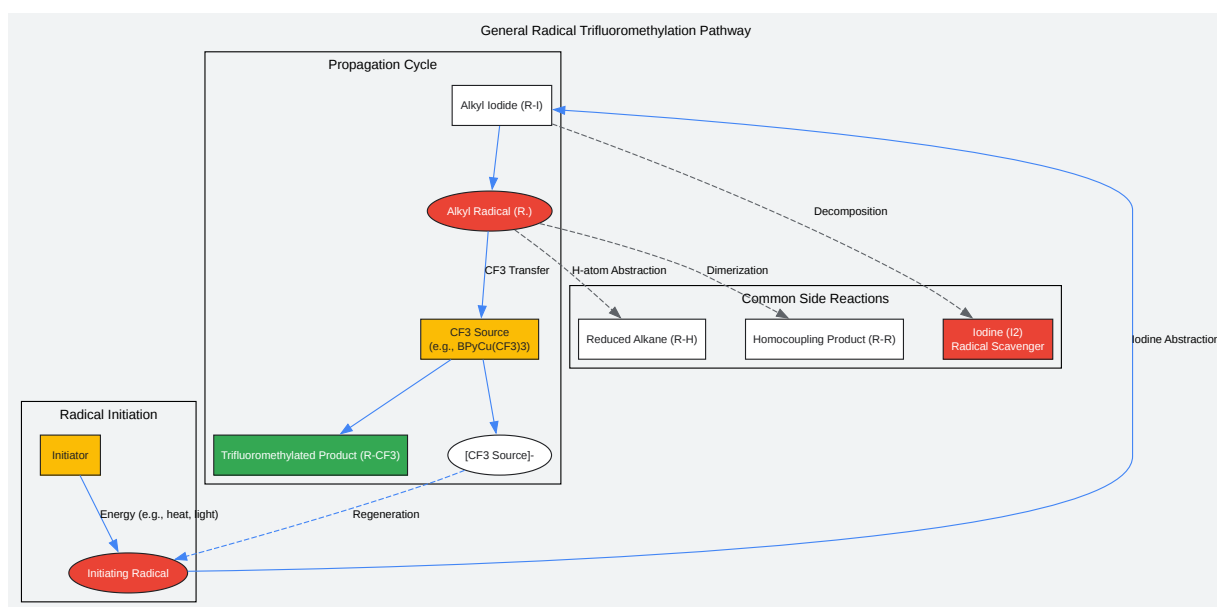 General Radical Trifluoromethylation Pathway
Propagation Cycle
Alkyl Iodide (R-I)
Alkyl Radical (R.)
Decomposition
CF3 Transfer
H-atom Abstraction
Dimerization
Common Side Reactions
CF3 Source
(e.g., BPyCu(CF3)3)
Reduced Alkane (R-H)
Homocoupling Product (R-R)
Iodine (I2)
Radical Scavenger
Iodine Abstraction
Radical Initiation
Initiator
Trifluoromethylated Product (R-CF3)
[CF3 Source]-
Energy (e.g., heat, light)
Regeneration
Initiating Radical